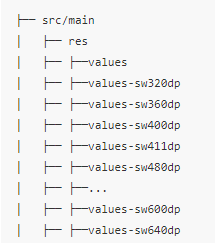 ├── src/main
│   ├── res
│   ├── ├──values
│   ├── ├──values-sw320dp
│   ├── ├──values-sw360dp
│   ├── ├──values-sw400dp
│   ├── ├──values-sw411dp
│   ├── ├──values-sw480dp
│   ├── ├──...
│   ├── ├──values-sw600dp
│   ├── ├──values-sw640dp